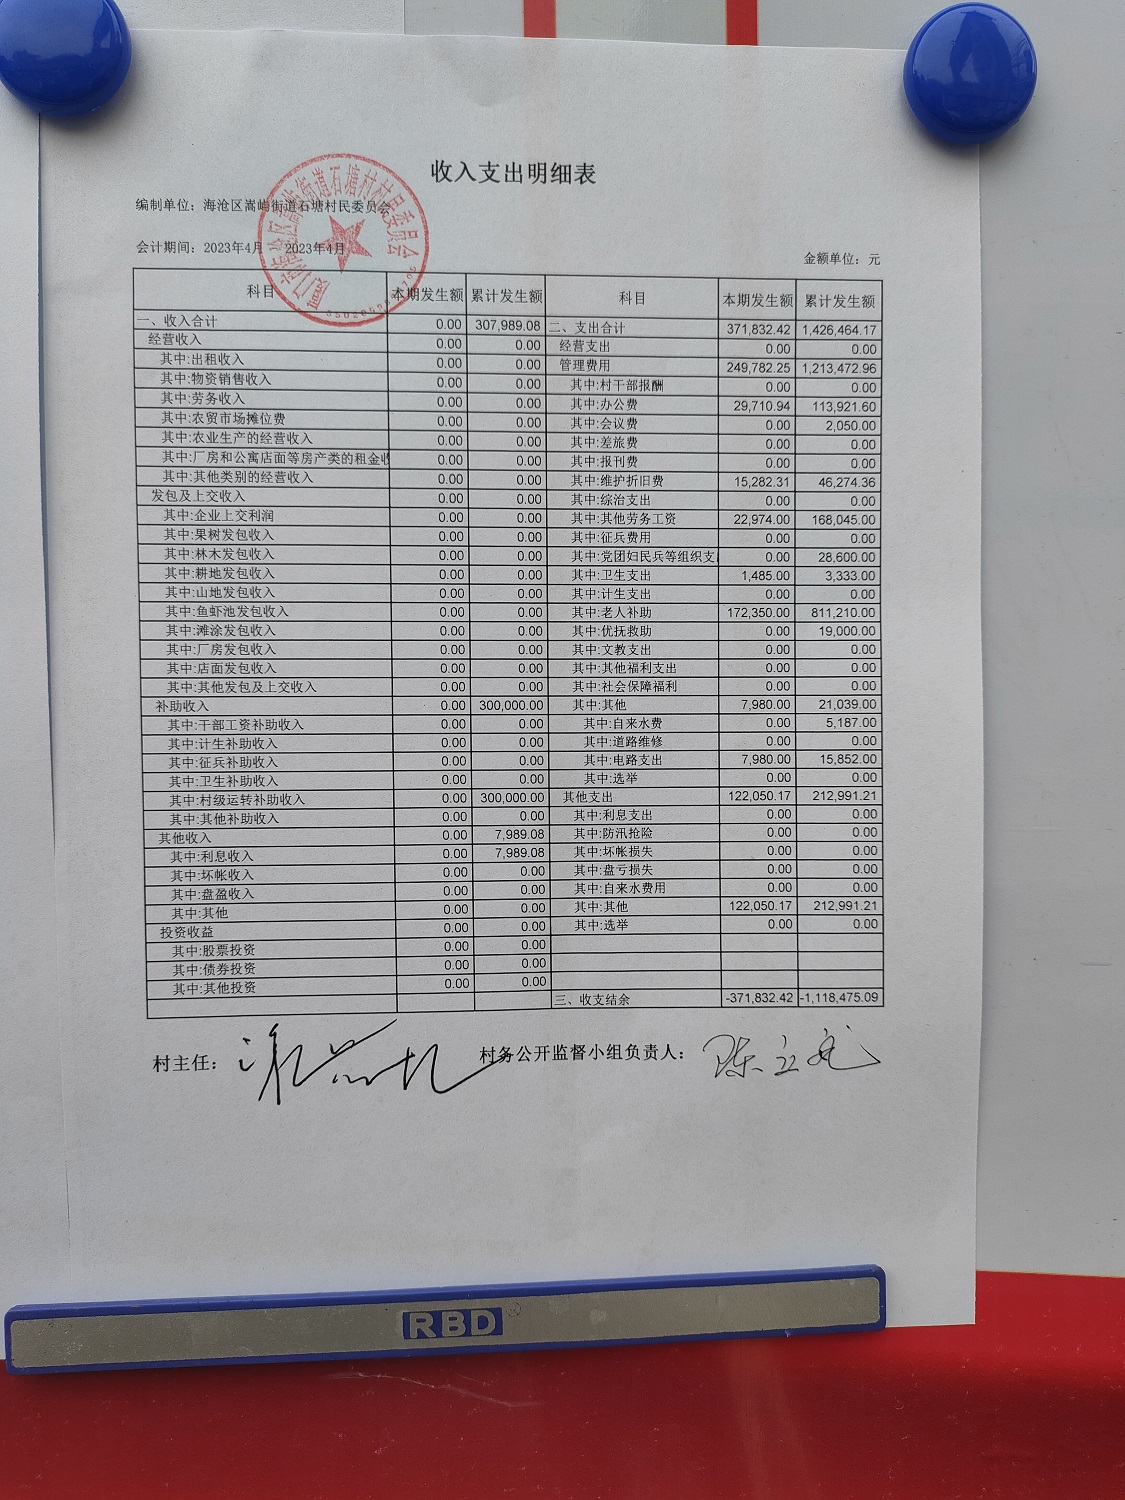 收入支出明细表
编制单位：海沧区嵩屿街道石塘村民委员会
会计期间：2023年4月 2023年4月 金额单位：元
科目 本期发生额 累计发生额 科目 本期发生额 累计发生额
一、收入合计 0.00 307,989.08 二、支出合计 371,832.42 1,426,464.17
经营收入 0.00 0.00 经营支出 0.00 0.00
其中:出租收入 0.00 0.00 管理费用 249,782.25 1,213,472.96
其中:物资销售收入 0.00 0.00 其中:村干部报酬 0.00 0.00
其中:劳务收入 0.00 0.00 其中:办公费 29,710.94 113,921.60
其中:农贸市场摊位费 0.00 0.00 其中:会议费 0.00 2,050.00
其中:农业生产的经营收入 0.00 0.00 其中:差旅费 0.00 0.00
其中:厂房和公寓店面等房产类的租金收 0.00 0.00 其中:报刊费 0.00 0.00
其中:其他类别的经营收入 0.00 0.00 其中:维护折旧费 15,282.31 46,274.36
发包及上交收入 0.00 0.00 其中:综治支出 0.00 0.00
其中:企业上交利润 0.00 0.00 其中:其他劳务工资 22,974.00 168,045.00
其中:果树发包收入 0.00 0.00 其中:征兵费用 0.00 0.00
其中:林木发包收入 0.00 0.00 其中:党团妇民兵等组织支 0.00 28,600.00
其中:耕地发包收入 0.00 0.00 其中:卫生支出 1,485.00 3,333.00
其中:山地发包收入 0.00 0.00 其中:计生支出 0.00 0.00
其中:鱼虾池发包收入 0.00 0.00 其中:老人补助 172,350.00 811,210.00
其中:滩涂发包收入 0.00 0.00 其中:优抚救助 0.00 19,000.00
其中:厂房发包收入 0.00 0.00 其中:文教支出 0.00 0.00
其中:店面发包收入 0.00 0.00 其中:其他福利支出 0.00 0.00
其中:其他发包及上交收入 0.00 0.00 其中:社会保障福利 0.00 0.00
补助收入 0.00 300,000.00 其中:其他 7,980.00 21,039.00
其中:干部工资补助收入 0.00 0.00 其中:自来水费 0.00 5,187.00
其中:计生补助收入 0.00 0.00 其中:道路维修 0.00 0.00
其中:征兵补助收入 0.00 0.00 其中:电路支出 7,980.00 15,852.00
其中:卫生补助收入 0.00 0.00 其中:选举 0.00 0.00
其中:村级运转补助收入 0.00 300,000.00 其他支出 122,050.17 212,991.21
其中:其他补助收入 0.00 0.00 其中:利息支出 0.00 0.00
其他收入 0.00 7,989.08 其中:防汛抢险 0.00 0.00
其中:利息收入 0.00 7,989.08 其中:坏帐损失 0.00 0.00
其中:坏帐收入 0.00 0.00 其中:盘亏损失 0.00 0.00
其中:盘盈收入 0.00 0.00 其中:自来水费用 0.00 0.00
其中:其他 0.00 0.00 其中:其他 122,050.17 212,991.21
投资收益 0.00 0.00 其中:选举 0.00 0.00
其中:股票投资 0.00 0.00
其中:债券投资 0.00 0.00
其中:其他投资 0.00 0.00
三、收支结余 -371,832.42 -1,118,475.09
村主任： 村务公开监督小组负责人：
RBD